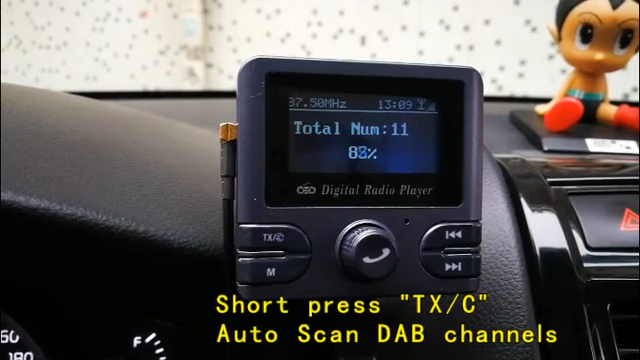 87.50MHz 13:09
Total Num:11
83%
Digital Radio Player
TX/C
M
Short press "TX/C"
Auto Scan DAB channels
180
F